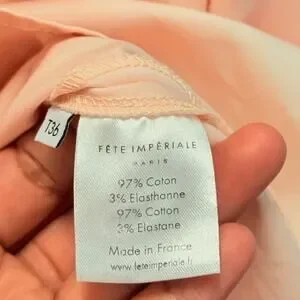 T36
FÊTE IMPÉRIALE
PARIS
97% Coton
3% Elasthanne
97% Cotton
3% Elastane
Made in France
www.feteimperiale.fr